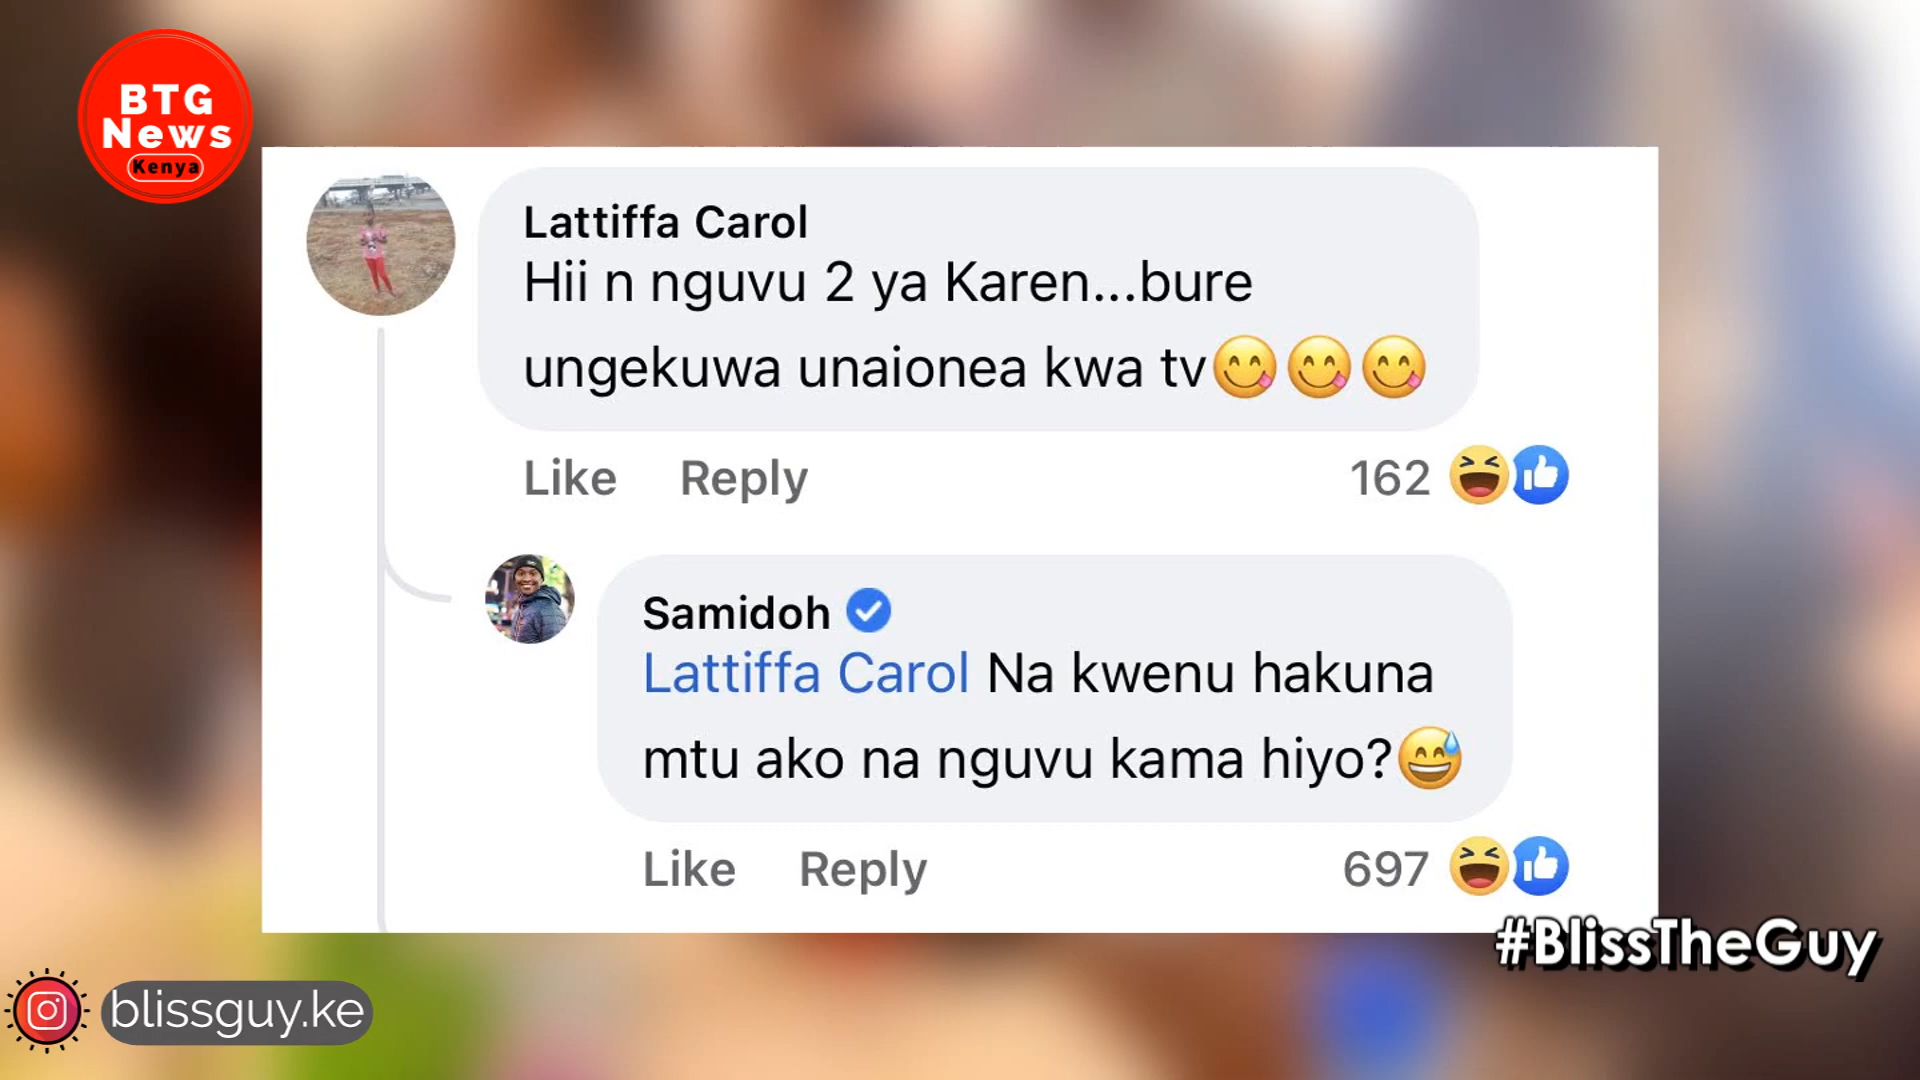 BTG
News
Kenya
Lattiffa Carol
Hii n nguvu 2 ya Karen...bure
ungekuwa unaionea kwa tv😋😋😋
Like Reply 162
Samidoh
Lattiffa Carol Na kwenu hakuna
mtu ako na nguvu kama hiyo?😅
Like Reply 697
#BlissTheGuy
blissguy.ke